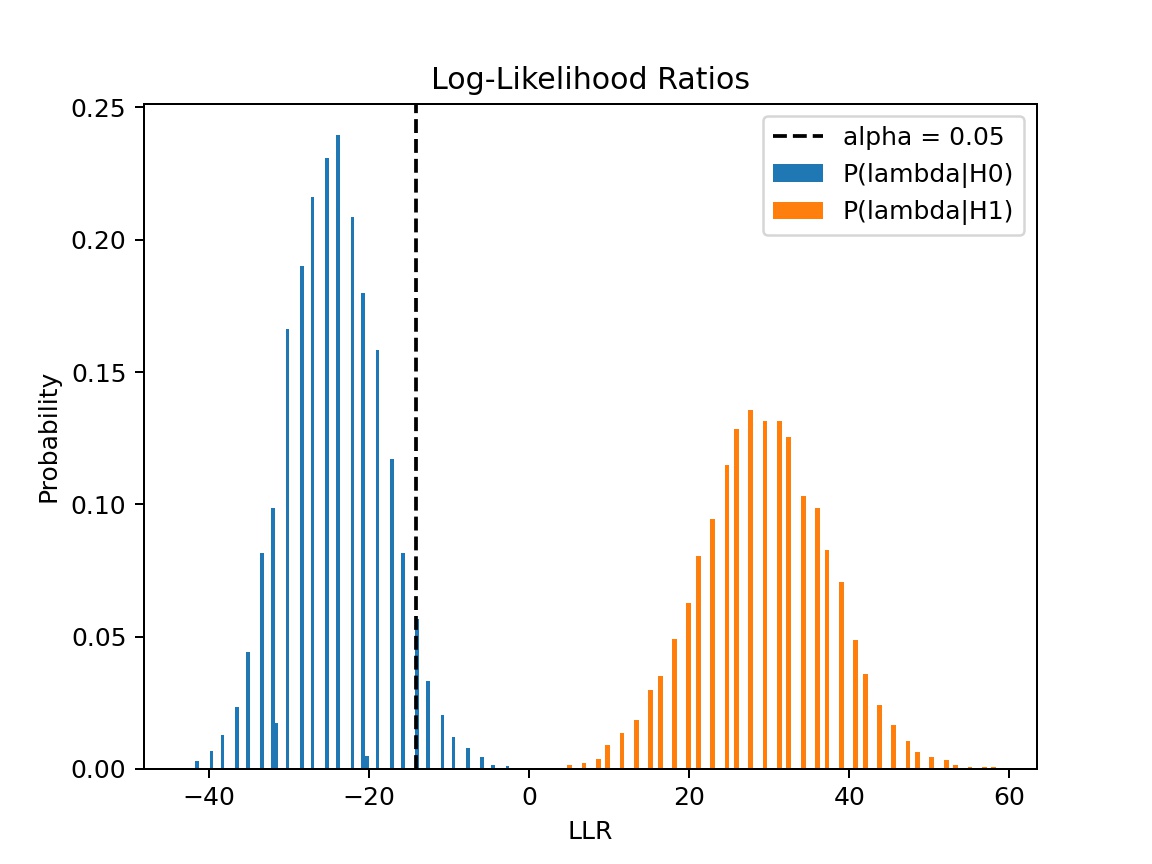 Log-Likelihood Ratios
0.25
0.20
0.15
0.10
0.05
0.00
Probability
alpha = 0.05
P(lambda|H0)
P(lambda|H1)
−40 −20 0 20 40 60
LLR